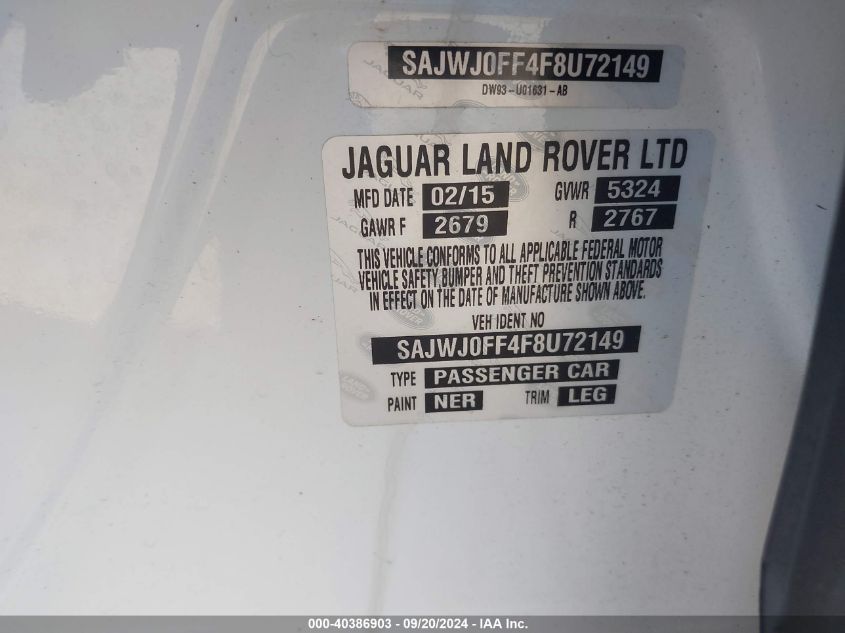 SAJWJ0FF4F8U72149
DW93-U01631-AB
JAGUAR LAND ROVER LTD
MFD DATE 02/15 GVWR 5324
GAWR F 2679 R 2767
THIS VEHICLE CONFORMS TO ALL APPLICABLE FEDERAL MOTOR
VEHICLE SAFETY,BUMPER AND THEFT PREVENTION STANDARDS
IN EFFECT ON THE DATE OF MANUFACTURE SHOWN ABOVE.
VEH IDENT NO
SAJWJ0FF4F8U72149
TYPE PASSENGER CAR
PAINT NER TRIM LEG
000-40386903 - 09/20/2024 - IAAI Inc.